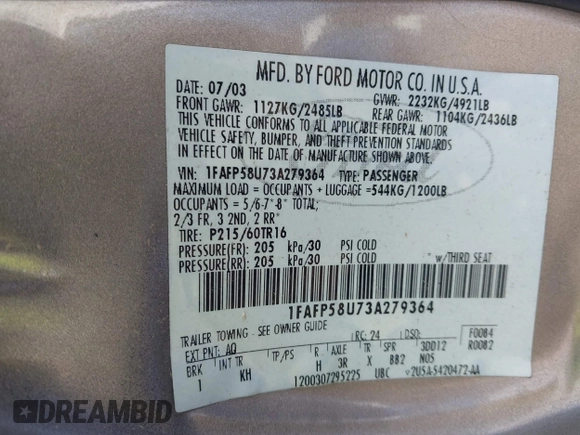 MFD. BY FORD MOTOR CO. IN U.S.A.
DATE: 07/03 GVWR: 2232KG/4921LB
FRONT GAWR: 1127KG/2485LB REAR GAWR: 1104KG/2436LB
THIS VEHICLE CONFORMS TO ALL APPLICABLE FEDERAL MOTOR
VEHICLE SAFETY, BUMPER, AND THEFT PREVENTION STANDARDS
IN EFFECT ON THE DATE OF MANUFACTURE SHOWN ABOVE.
VIN: 1FAFP58U73A279364 TYPE: PASSENGER
MAXIMUM LOAD = OCCUPANTS + LUGGAGE = 544KG/1200LB
OCCUPANTS = 5/6-7*-8* TOTAL;
2/3 FR, 3 2ND, 2 RR*
TIRE: P215/60TR16
PRESSURE(FR) 205 kPa/30 PSI COLD
PRESSURE(RR) 205 kPa/30 PSI COLD * w/THIRD SEAT
1FAFP58U73A279364
TRAILER TOWING - SEE OWNER GUIDE F0084
EXT PNT: AQ RC: 24 DSO: R0082
BRK INT TR TP/PS R AXLE TR SPR 3DD12
1 KH H 3R X BB2 N05
1200307295225 UBC 2U5A-5420472-AA
DREAMBID